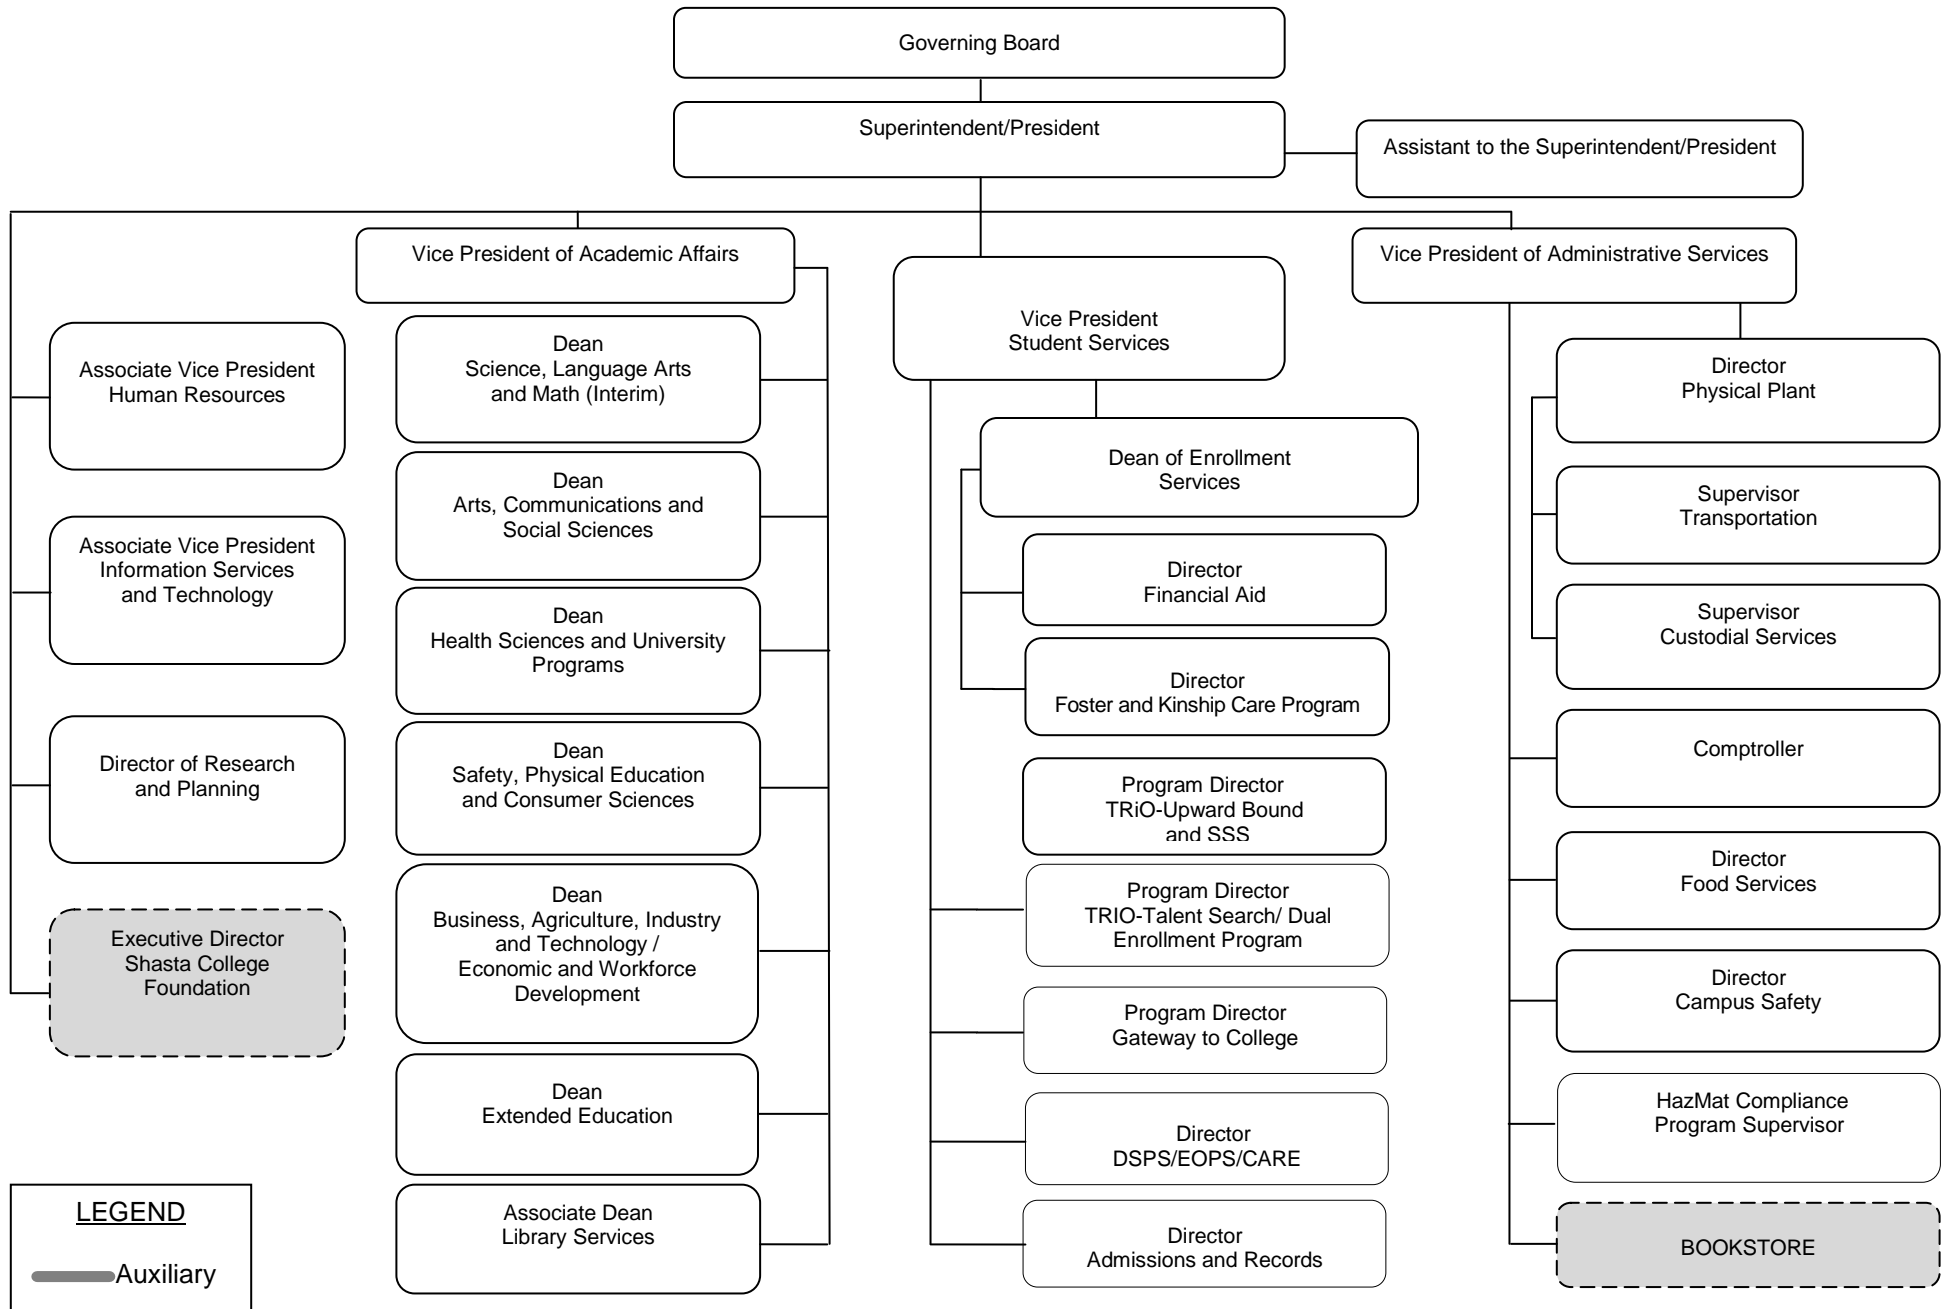 Governing Board
Superintendent/President
Assistant to the Superintendent/President
Vice President of Academic Affairs
Vice President
Student Services
Vice President of Administrative Services
Associate Vice President
Human Resources
Associate Vice President
Information Services
and Technology
Director of Research
and Planning
Executive Director
Shasta College
Foundation
Dean
Science, Language Arts
and Math (Interim)
Dean
Arts, Communications and
Social Sciences
Dean
Health Sciences and University
Programs
Dean
Safety, Physical Education
and Consumer Sciences
Dean
Business, Agriculture, Industry
and Technology /
Economic and Workforce
Development
Dean
Extended Education
Associate Dean
Library Services
Dean of Enrollment
Services
Director
Financial Aid
Director
Foster and Kinship Care Program
Program Director
TRiO-Upward Bound
and SSS
Program Director
TRIO-Talent Search/ Dual
Enrollment Program
Program Director
Gateway to College
Director
DSPS/EOPS/CARE
Director
Admissions and Records
Director
Physical Plant
Supervisor
Transportation
Supervisor
Custodial Services
Comptroller
Director
Food Services
Director
Campus Safety
HazMat Compliance
Program Supervisor
BOOKSTORE
LEGEND
Auxiliary